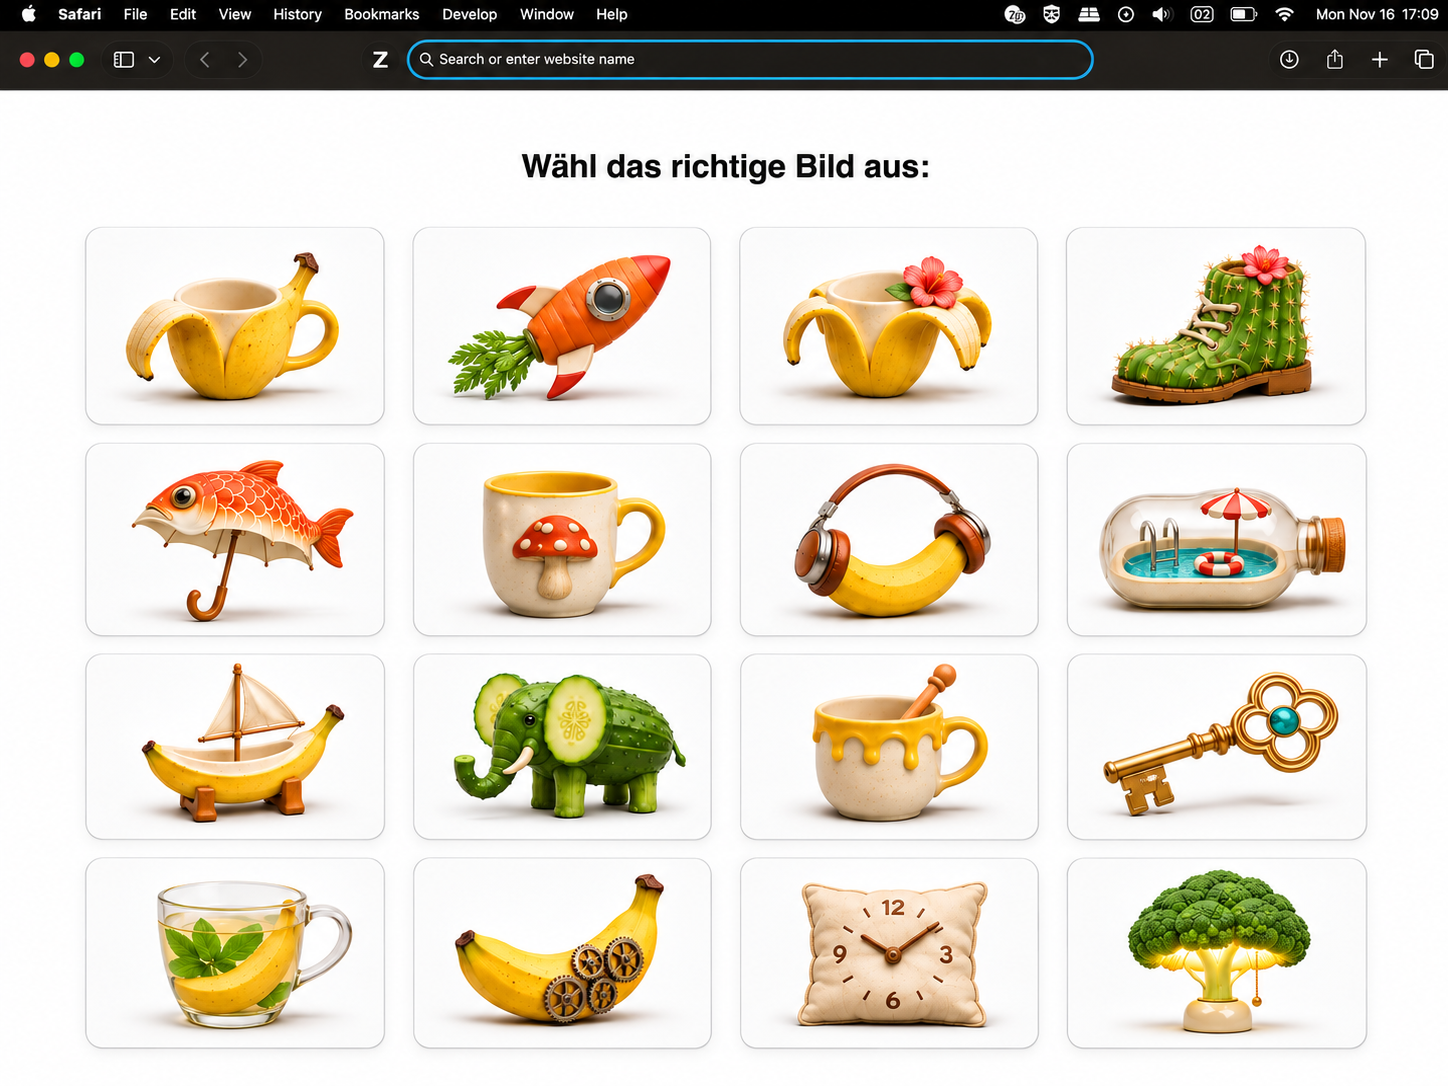 Safari File Edit View History Bookmarks Develop Window Help 02 Mon Nov 16 17:09
Z Search or enter website name
Wähl das richtige Bild aus:
12
9 3
6